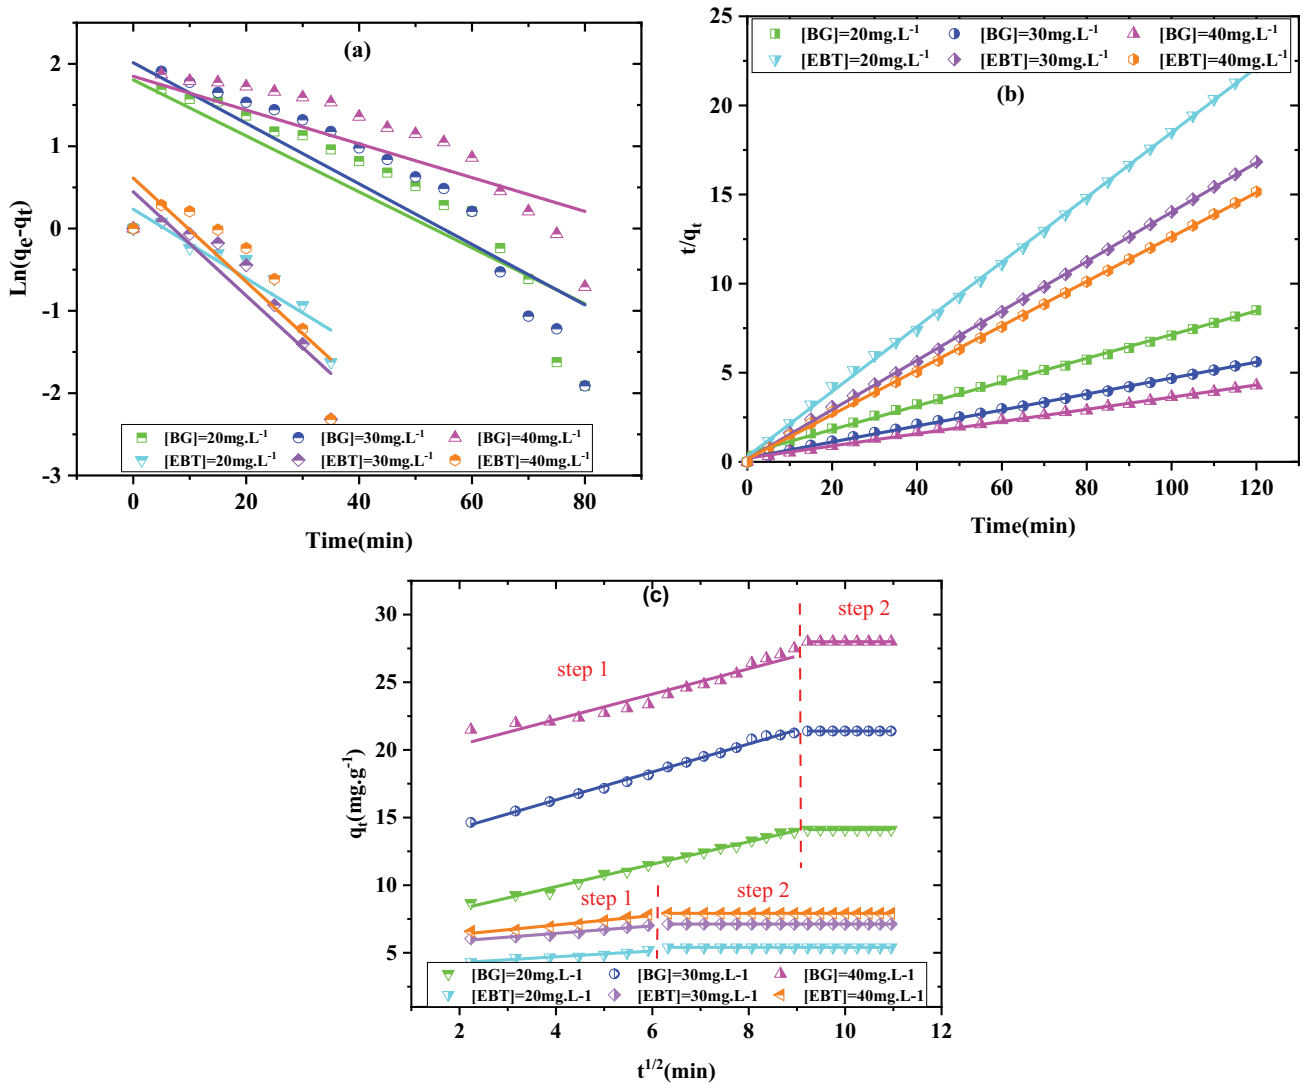 (a)
Ln(qe-qt)
2
1
0
-1
-2
-3
[BG]=20mg.L-1 [BG]=30mg.L-1 [BG]=40mg.L-1
[EBT]=20mg.L-1 [EBT]=30mg.L-1 [EBT]=40mg.L-1
0 20 40 60 80
Time(min)
[BG]=20mg.L-1 [BG]=30mg.L-1 [BG]=40mg.L-1
[EBT]=20mg.L-1 [EBT]=30mg.L-1 [EBT]=40mg.L-1
(b)
t/qt
25
20
15
10
5
0
0 20 40 60 80 100 120
Time(min)
(c)
step 2
step 1
qt(mg.g-1)
30
25
20
15
10
5
step 1 step 2
[BG]=20mg.L-1 [BG]=30mg.L-1 [BG]=40mg.L-1
[EBT]=20mg.L-1 [EBT]=30mg.L-1 [EBT]=40mg.L-1
2 4 6 8 10 12
t1/2(min)